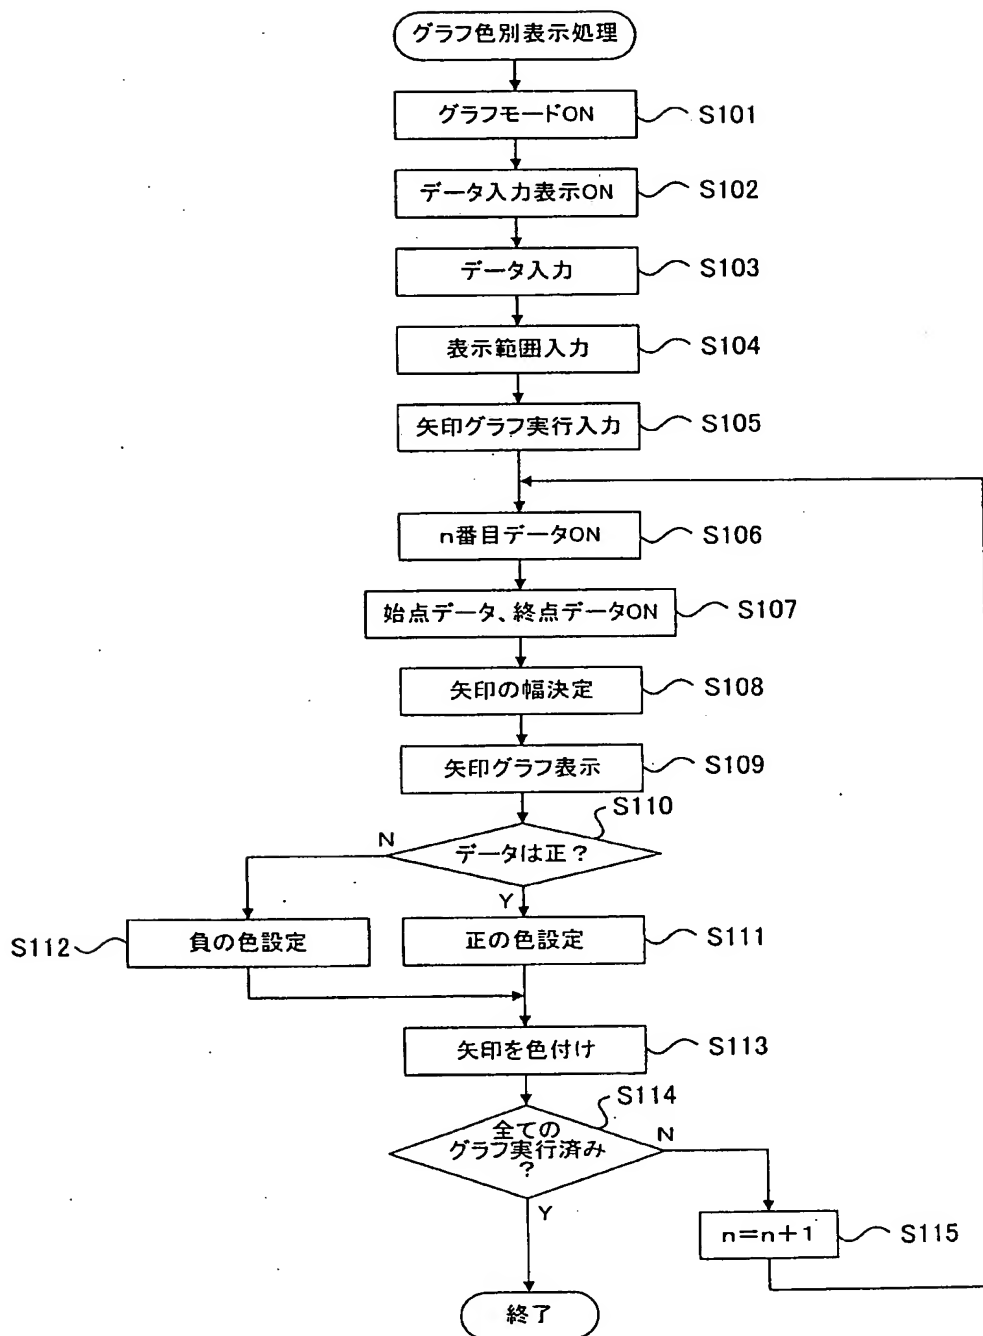 グラフ色別表示処理
グラフモードON
S101
データ入力表示ON
S102
データ入力
S103
表示範囲入力
S104
矢印グラフ実行入力
S105
n番目データON
S106
始点データ、終点データON
S107
矢印の幅決定
S108
矢印グラフ表示
S109
S110
データは正？
N
Y
S112
負の色設定
正の色設定
S111
矢印を色付け
S113
S114
全ての
グラフ実行済み
？
N
Y
n＝n＋1
S115
終了